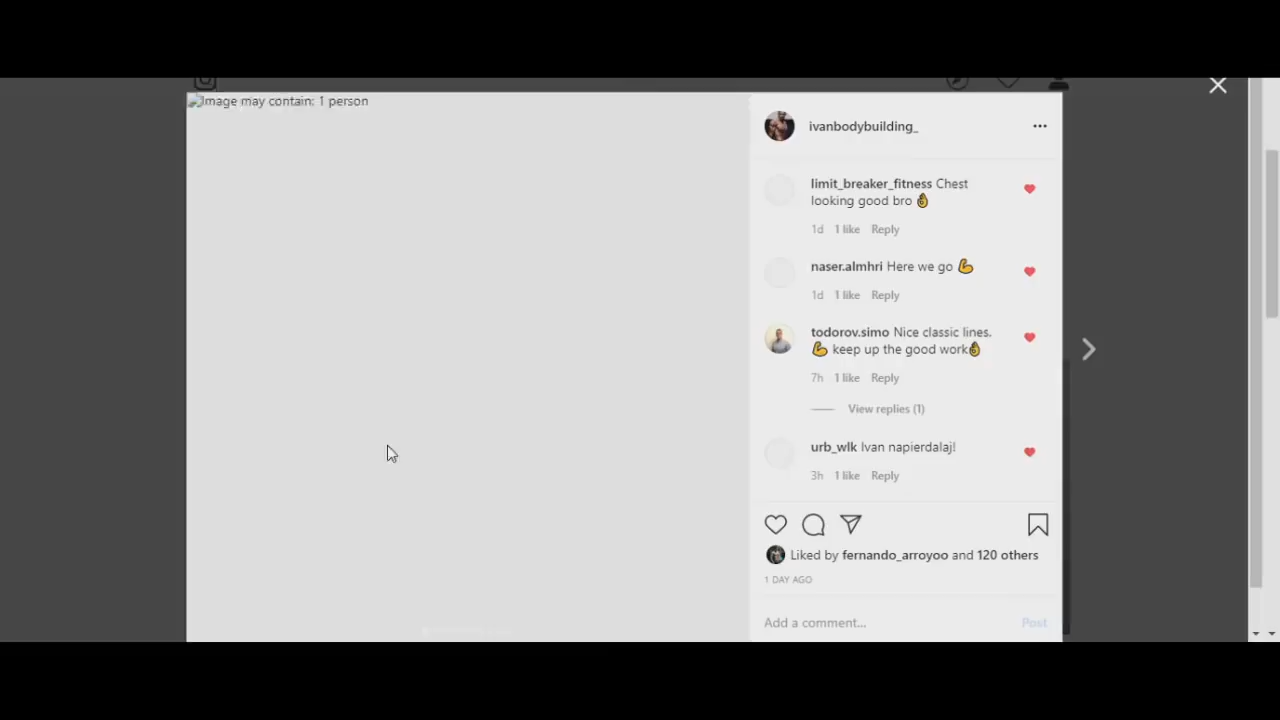 Image may contain: 1 person
ivanbodybuilding_
limit_breaker_fitness Chest
looking good bro 👌
1d 1 like Reply
naser.almhri Here we go 💪
1d 1 like Reply
todorov.simo Nice classic lines.
💪 keep up the good work👌
7h 1 like Reply
View replies (1)
urb_wlk Ivan napierdalaj!
3h 1 like Reply
Liked by fernando_arroyoo and 120 others
1 DAY AGO
Add a comment... Post